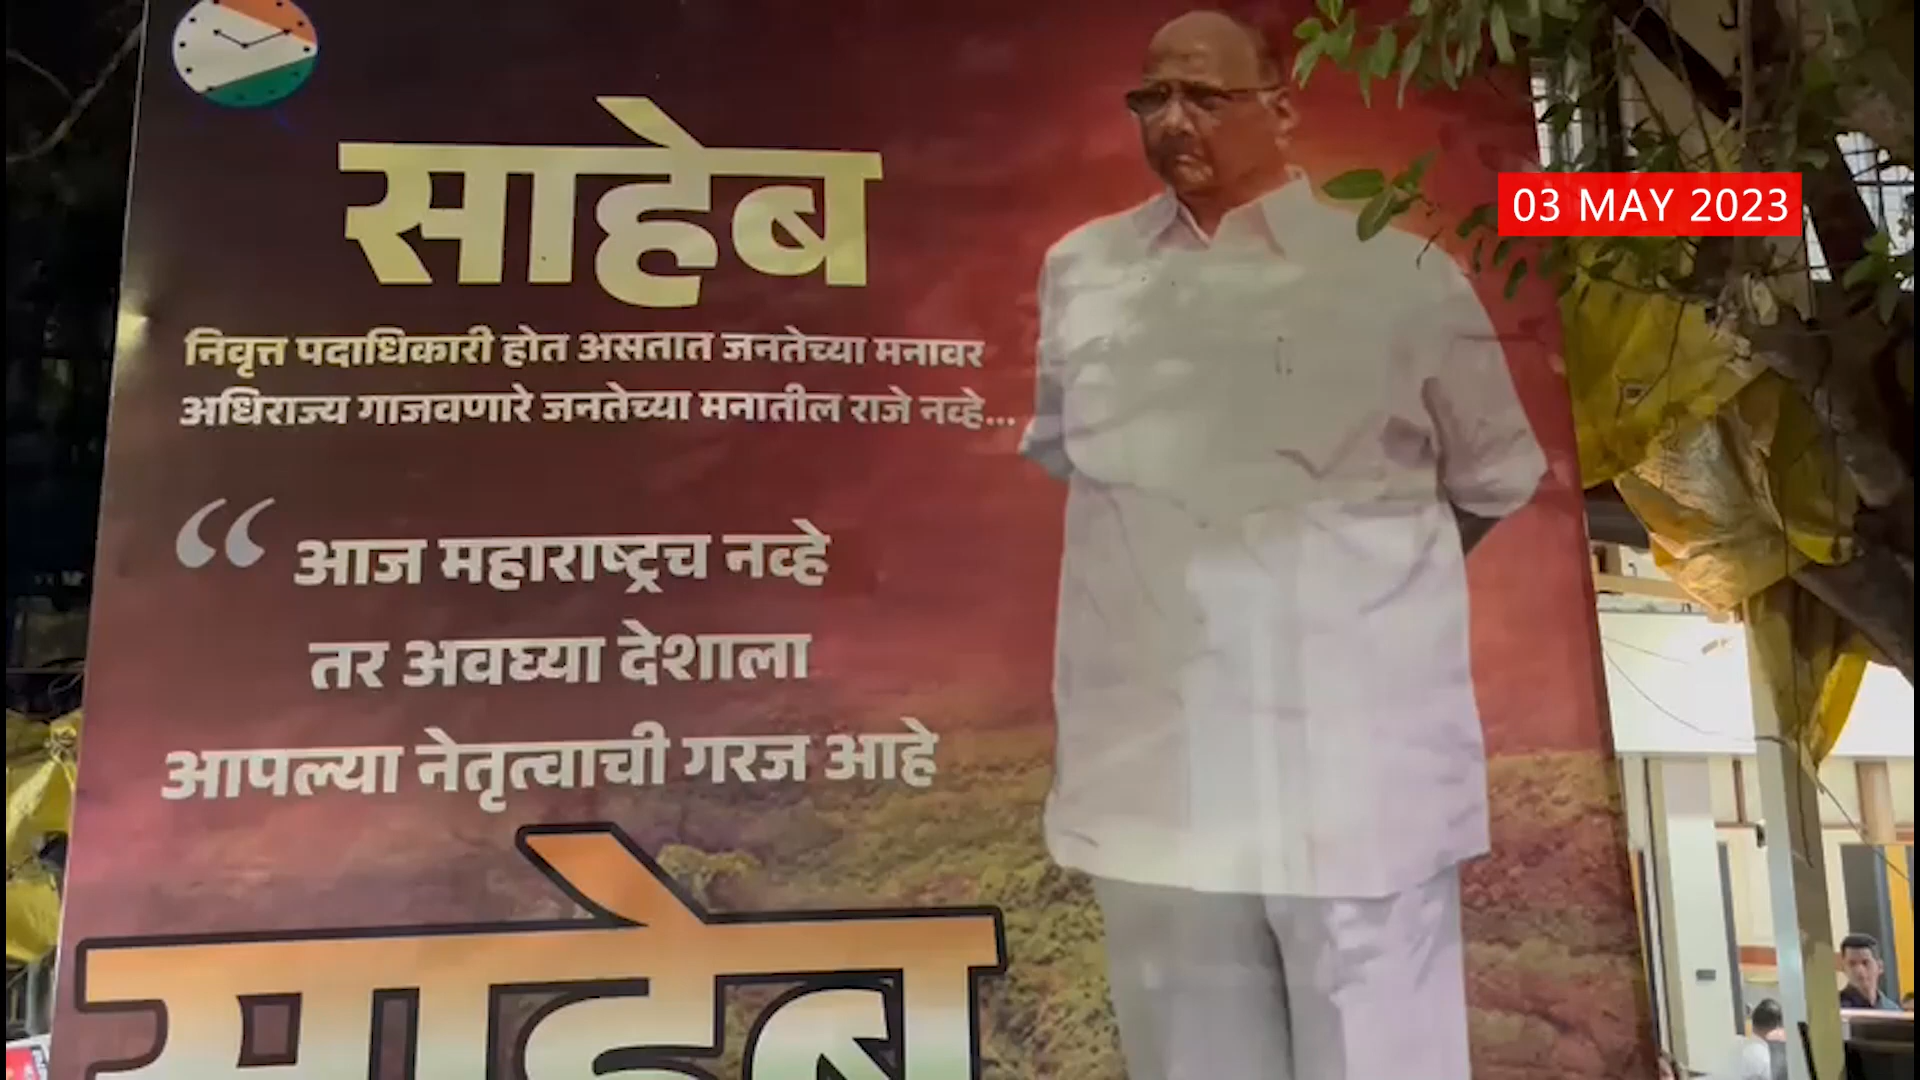 साहेब
03 MAY 2023
निवृत्त पदाधिकारी होत असतात जनतेच्या मनावर
अधिराज्य गाजवणारे जनतेच्या मनातील राजे नव्हे...
“ आज महाराष्ट्रच नव्हे
तर अवघ्या देशाला
आपल्या नेतृत्वाची गरज आहे
साहेब